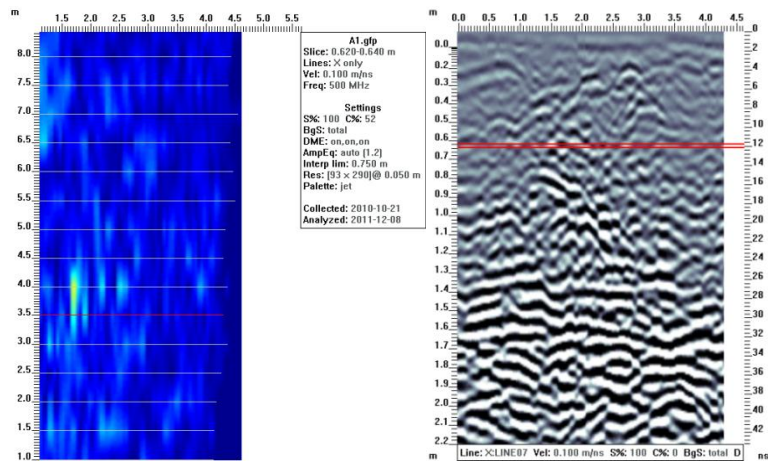 m
1.5 2.0 2.5 3.0 3.5 4.0 4.5 5.0 5.5
8.0
7.5
7.0
6.5
6.0
5.5
5.0
4.5
4.0
3.5
3.0
2.5
2.0
1.5
1.0
A1.gfp
Slice: 0.620-0.640 m
Lines: X only
Vel: 0.100 m/ns
Freq: 500 MHz
Settings
S%: 100 C%: 52
BgS: total
DME: on,on,on
AmpEq: auto [1.2]
Interp lim: 0.750 m
Res: [93 x 290]@ 0.050 m
Palette: jet
Collected: 2010-10-21
Analyzed: 2011-12-08
m 0.0 0.5 1.0 1.5 2.0 2.5 3.0 3.5 4.0 4.5
0.0
0.1
0.2
0.3
0.4
0.5
0.6
0.7
0.8
0.9
1.0
1.1
1.2
1.3
1.4
1.5
1.6
1.7
1.8
1.9
2.0
2.1
2.2
m
0
2
4
6
8
10
12
14
16
18
20
22
24
26
28
30
32
34
36
38
40
42
ns
Line: X:LINE07 Vel: 0.100 m/ns S%: 100 C%: 0 BgS: total D